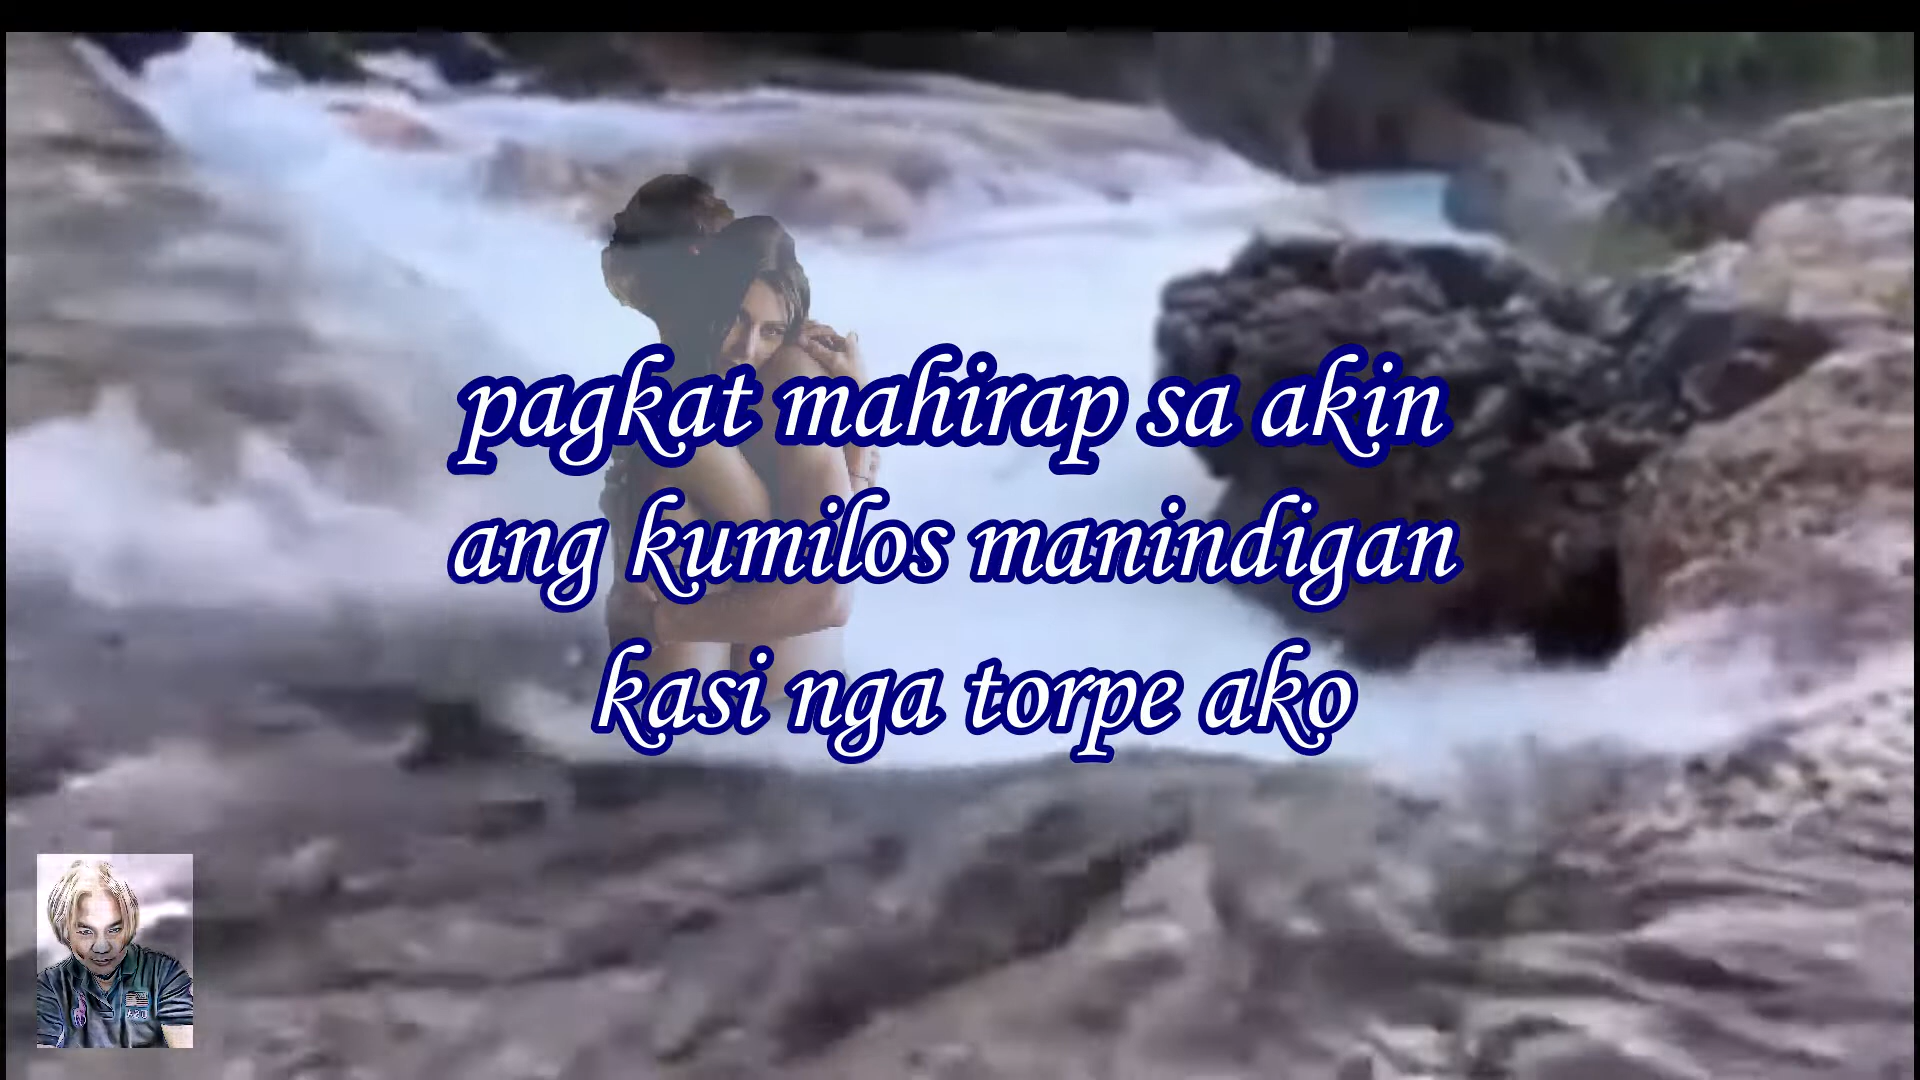 pagkat mahirap sa akin
ang kumilos manindigan
kasi nga torpe ako